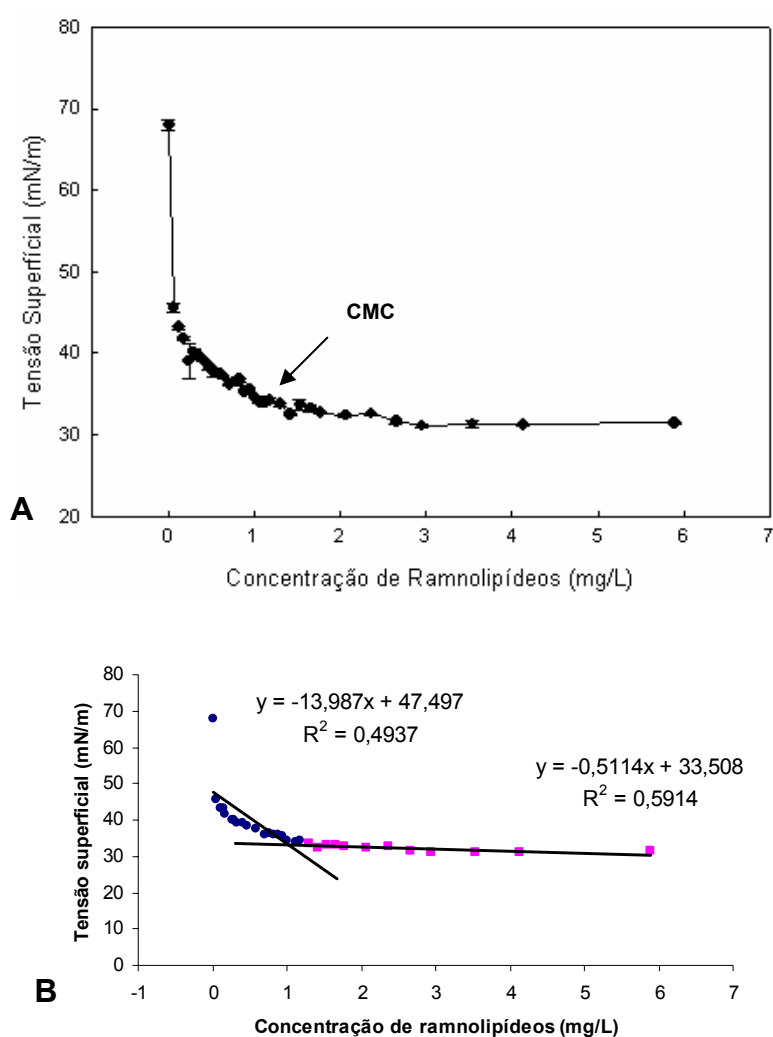 80
70
60
50
40
30
20
Tensão Superficial (mN/m)
CMC
A
0 1 2 3 4 5 6 7
Concentração de Ramnolipídeos (mg/L)
80
70
60
50
40
30
20
10
0
Tensão superficial (mN/m)
y = -13,987x + 47,497
R² = 0,4937
y = -0,5114x + 33,508
R² = 0,5914
B
-1 0 1 2 3 4 5 6 7
Concentração de ramnolipídeos (mg/L)